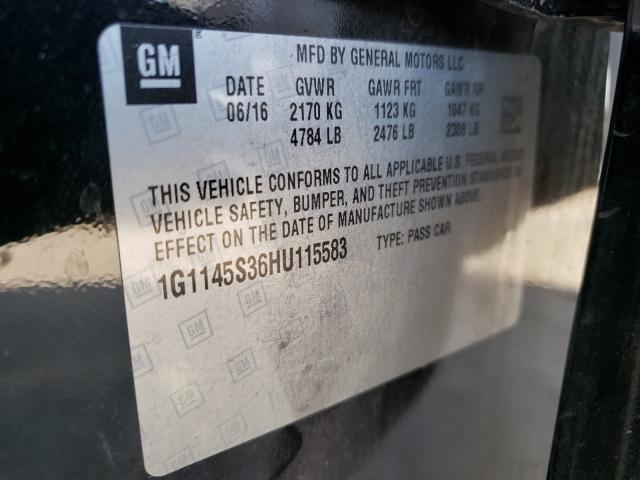 GM
MFD BY GENERAL MOTORS LLC
DATE GVWR GAWR FRT GAWR RR
06/16 2170 KG 1123 KG 1047 KG
4784 LB 2476 LB 2308 LB
THIS VEHICLE CONFORMS TO ALL APPLICABLE U.S. FEDERAL MOTOR
VEHICLE SAFETY, BUMPER, AND THEFT PREVENTION STANDARDS IN
EFFECT ON THE DATE OF MANUFACTURE SHOWN ABOVE.
1G1145S36HU115583 TYPE: PASS CAR